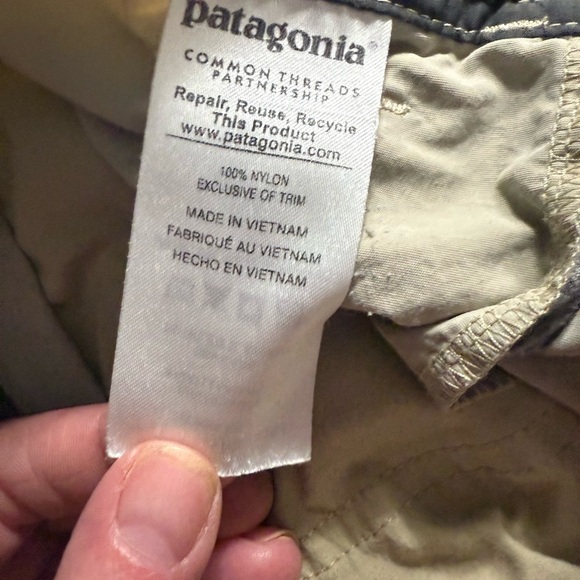 patagonia®
COMMON THREADS
PARTNERSHIP
Repair, Reuse, Recycle
This Product
www.patagonia.com
100% NYLON
EXCLUSIVE OF TRIM
MADE IN VIETNAM
FABRIQUÉ AU VIETNAM
HECHO EN VIETNAM